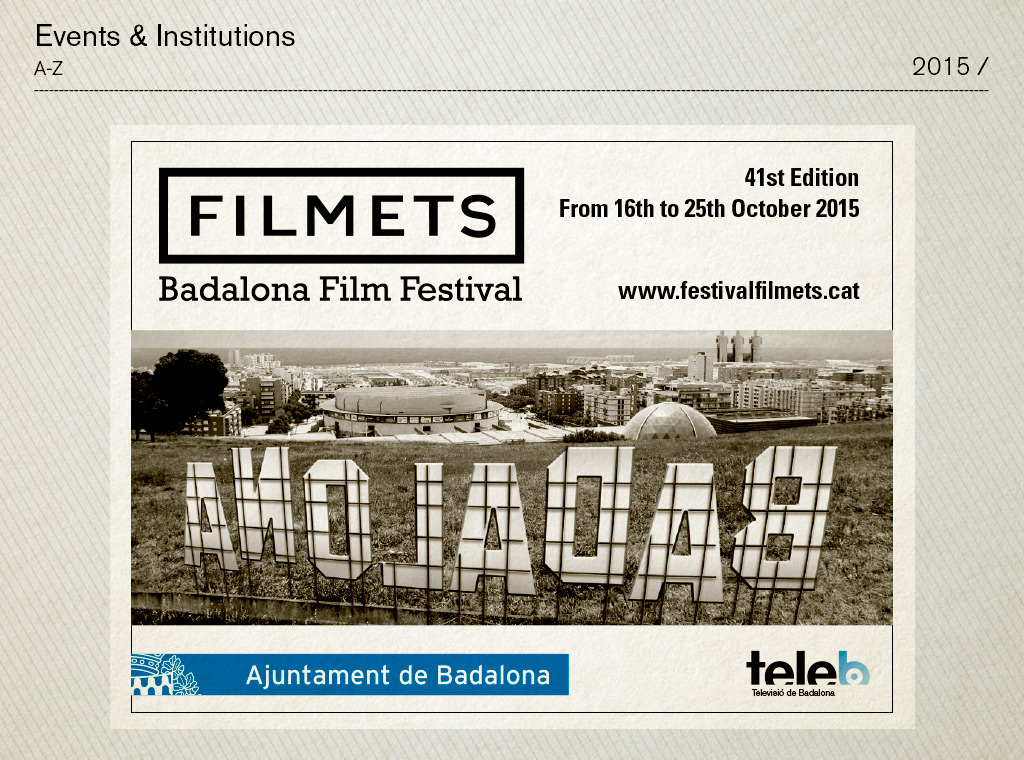 Events & Institutions
A-Z
2015 /
FILMETS
Badalona Film Festival
41st Edition
From 16th to 25th October 2015
www.festivalfilmets.cat
BADALONA
Ajuntament de Badalona
teleb
Televisió de Badalona